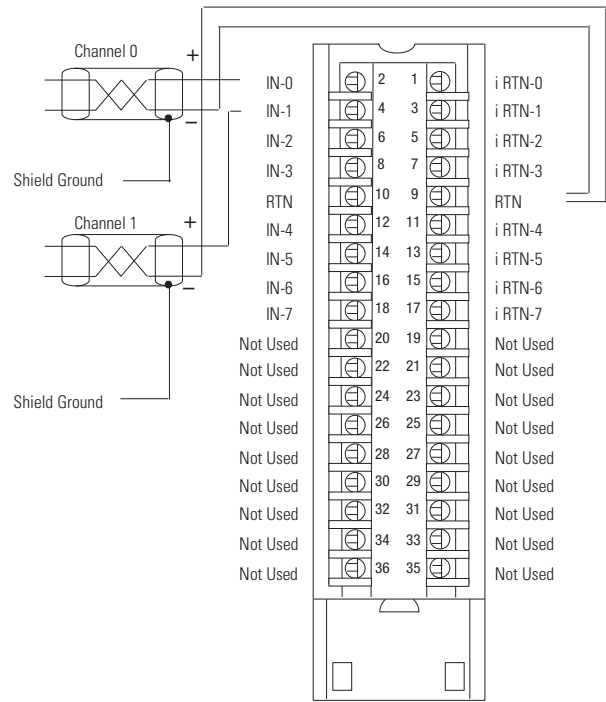 Channel 0
+
–
Shield Ground
Channel 1
+
–
Shield Ground
IN-0 2 1 i RTN-0
IN-1 4 3 i RTN-1
IN-2 6 5 i RTN-2
IN-3 8 7 i RTN-3
RTN 10 9 RTN
IN-4 12 11 i RTN-4
IN-5 14 13 i RTN-5
IN-6 16 15 i RTN-6
IN-7 18 17 i RTN-7
Not Used 20 19 Not Used
Not Used 22 21 Not Used
Not Used 24 23 Not Used
Not Used 26 25 Not Used
Not Used 28 27 Not Used
Not Used 30 29 Not Used
Not Used 32 31 Not Used
Not Used 34 33 Not Used
Not Used 36 35 Not Used